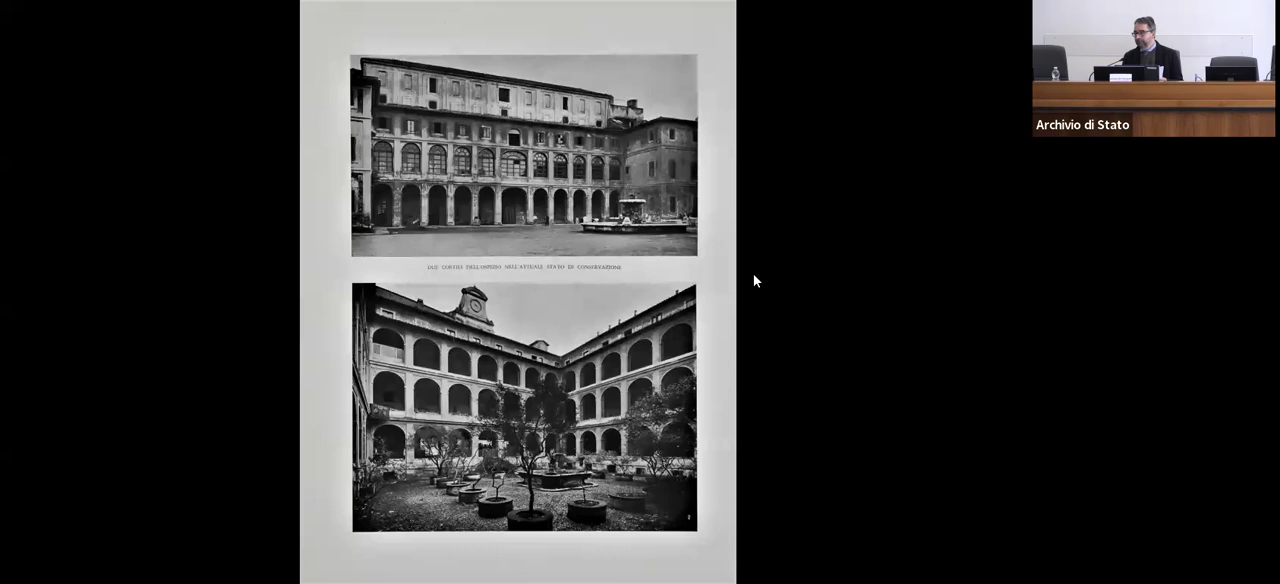 DUE CORTILI DELL'OSPIZIO NELL'ATTUALE STATO DI CONSERVAZIONE
Archivio di Stato